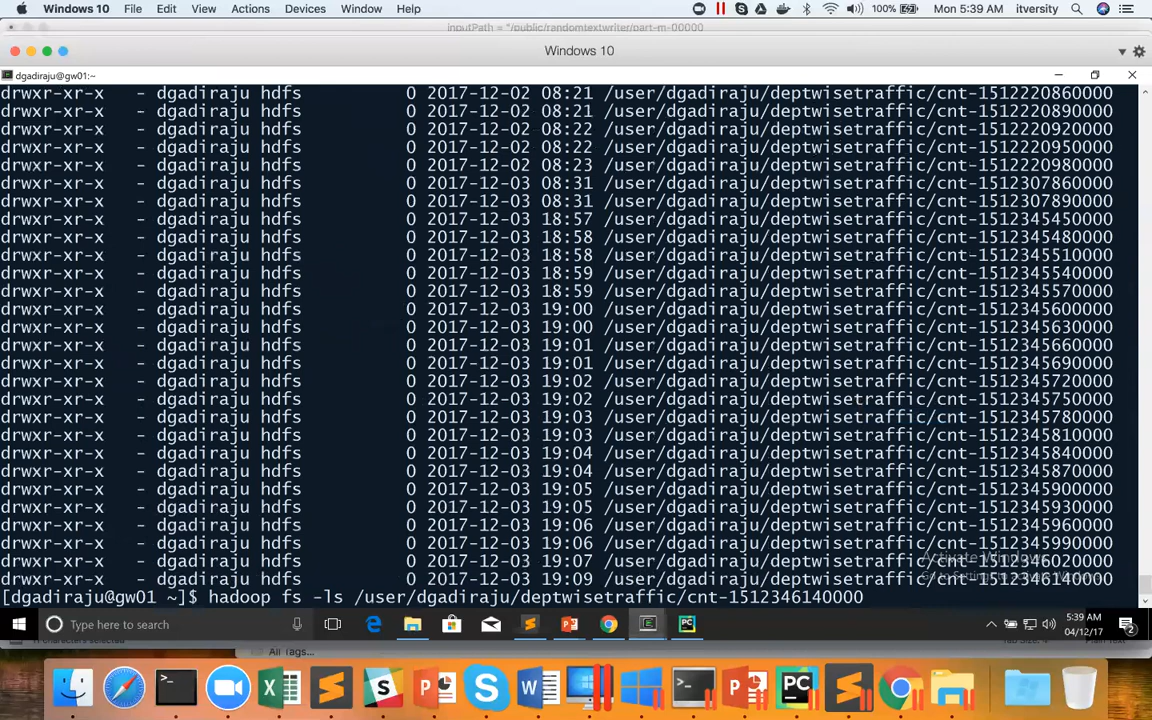 Windows 10 File Edit View Actions Devices Window Help 100% Mon 5:39 AM itversity
inputPath = "/public/randomtextwriter/part-m-00000
Windows 10
dgadiraju@gw01:~
drwxr-xr-x - dgadiraju hdfs 0 2017-12-02 08:21 /user/dgadiraju/deptwisetraffic/cnt-1512220860000
drwxr-xr-x - dgadiraju hdfs 0 2017-12-02 08:21 /user/dgadiraju/deptwisetraffic/cnt-1512220890000
drwxr-xr-x - dgadiraju hdfs 0 2017-12-02 08:22 /user/dgadiraju/deptwisetraffic/cnt-1512220920000
drwxr-xr-x - dgadiraju hdfs 0 2017-12-02 08:22 /user/dgadiraju/deptwisetraffic/cnt-1512220950000
drwxr-xr-x - dgadiraju hdfs 0 2017-12-02 08:23 /user/dgadiraju/deptwisetraffic/cnt-1512220980000
drwxr-xr-x - dgadiraju hdfs 0 2017-12-03 08:31 /user/dgadiraju/deptwisetraffic/cnt-1512307860000
drwxr-xr-x - dgadiraju hdfs 0 2017-12-03 08:31 /user/dgadiraju/deptwisetraffic/cnt-1512307890000
drwxr-xr-x - dgadiraju hdfs 0 2017-12-03 18:57 /user/dgadiraju/deptwisetraffic/cnt-1512345450000
drwxr-xr-x - dgadiraju hdfs 0 2017-12-03 18:58 /user/dgadiraju/deptwisetraffic/cnt-1512345480000
drwxr-xr-x - dgadiraju hdfs 0 2017-12-03 18:58 /user/dgadiraju/deptwisetraffic/cnt-1512345510000
drwxr-xr-x - dgadiraju hdfs 0 2017-12-03 18:59 /user/dgadiraju/deptwisetraffic/cnt-1512345540000
drwxr-xr-x - dgadiraju hdfs 0 2017-12-03 18:59 /user/dgadiraju/deptwisetraffic/cnt-1512345570000
drwxr-xr-x - dgadiraju hdfs 0 2017-12-03 19:00 /user/dgadiraju/deptwisetraffic/cnt-1512345600000
drwxr-xr-x - dgadiraju hdfs 0 2017-12-03 19:00 /user/dgadiraju/deptwisetraffic/cnt-1512345630000
drwxr-xr-x - dgadiraju hdfs 0 2017-12-03 19:01 /user/dgadiraju/deptwisetraffic/cnt-1512345660000
drwxr-xr-x - dgadiraju hdfs 0 2017-12-03 19:01 /user/dgadiraju/deptwisetraffic/cnt-1512345690000
drwxr-xr-x - dgadiraju hdfs 0 2017-12-03 19:02 /user/dgadiraju/deptwisetraffic/cnt-1512345720000
drwxr-xr-x - dgadiraju hdfs 0 2017-12-03 19:02 /user/dgadiraju/deptwisetraffic/cnt-1512345750000
drwxr-xr-x - dgadiraju hdfs 0 2017-12-03 19:03 /user/dgadiraju/deptwisetraffic/cnt-1512345780000
drwxr-xr-x - dgadiraju hdfs 0 2017-12-03 19:03 /user/dgadiraju/deptwisetraffic/cnt-1512345810000
drwxr-xr-x - dgadiraju hdfs 0 2017-12-03 19:04 /user/dgadiraju/deptwisetraffic/cnt-1512345840000
drwxr-xr-x - dgadiraju hdfs 0 2017-12-03 19:04 /user/dgadiraju/deptwisetraffic/cnt-1512345870000
drwxr-xr-x - dgadiraju hdfs 0 2017-12-03 19:05 /user/dgadiraju/deptwisetraffic/cnt-1512345900000
drwxr-xr-x - dgadiraju hdfs 0 2017-12-03 19:05 /user/dgadiraju/deptwisetraffic/cnt-1512345930000
drwxr-xr-x - dgadiraju hdfs 0 2017-12-03 19:06 /user/dgadiraju/deptwisetraffic/cnt-1512345960000
drwxr-xr-x - dgadiraju hdfs 0 2017-12-03 19:06 /user/dgadiraju/deptwisetraffic/cnt-1512345990000
drwxr-xr-x - dgadiraju hdfs 0 2017-12-03 19:07 /user/dgadiraju/deptwisetraffic/cnt-1512346020000
drwxr-xr-x - dgadiraju hdfs 0 2017-12-03 19:09 /user/dgadiraju/deptwisetraffic/cnt-1512346140000
Activate Windows
[dgadiraju@gw01 ~]$ hadoop fs -ls /user/dgadiraju/deptwisetraffic/cnt-1512346140000
Type here to search
5:39 AM
04/12/17
All Tags...